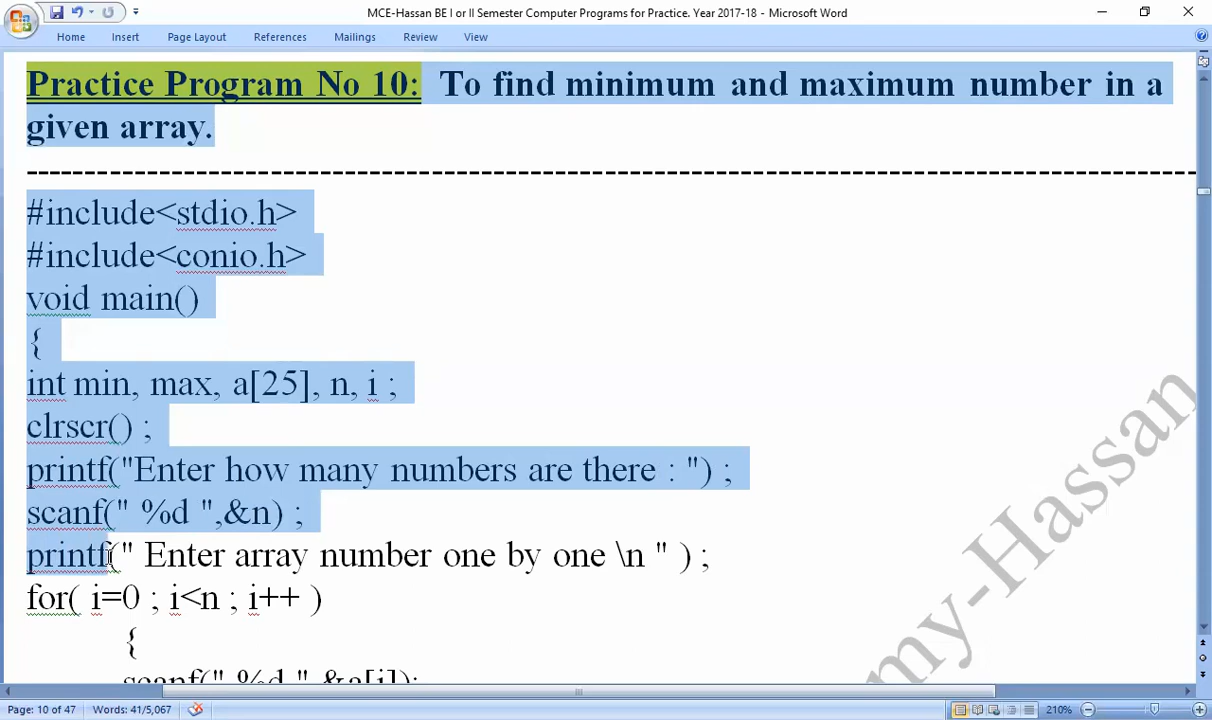 MCE-Hassan BE I or II Semester Computer Programs for Practice. Year 2017-18 - Microsoft Word
Home Insert Page Layout References Mailings Review View
Practice Program No 10: To find minimum and maximum number in a
given array.
--------------------------------------------------------------------------------
#include<stdio.h>
#include<conio.h>
void main()
{
int min, max, a[25], n, i ;
clrscr() ;
printf("Enter how many numbers are there : ") ;
scanf(" %d ",&n) ;
printf(" Enter array number one by one \n " ) ;
for( i=0 ; i<n ; i++ )
{
scanf(" %d " &a[i]);
my-Hassan
Page: 10 of 47 Words: 41/5,067 210%